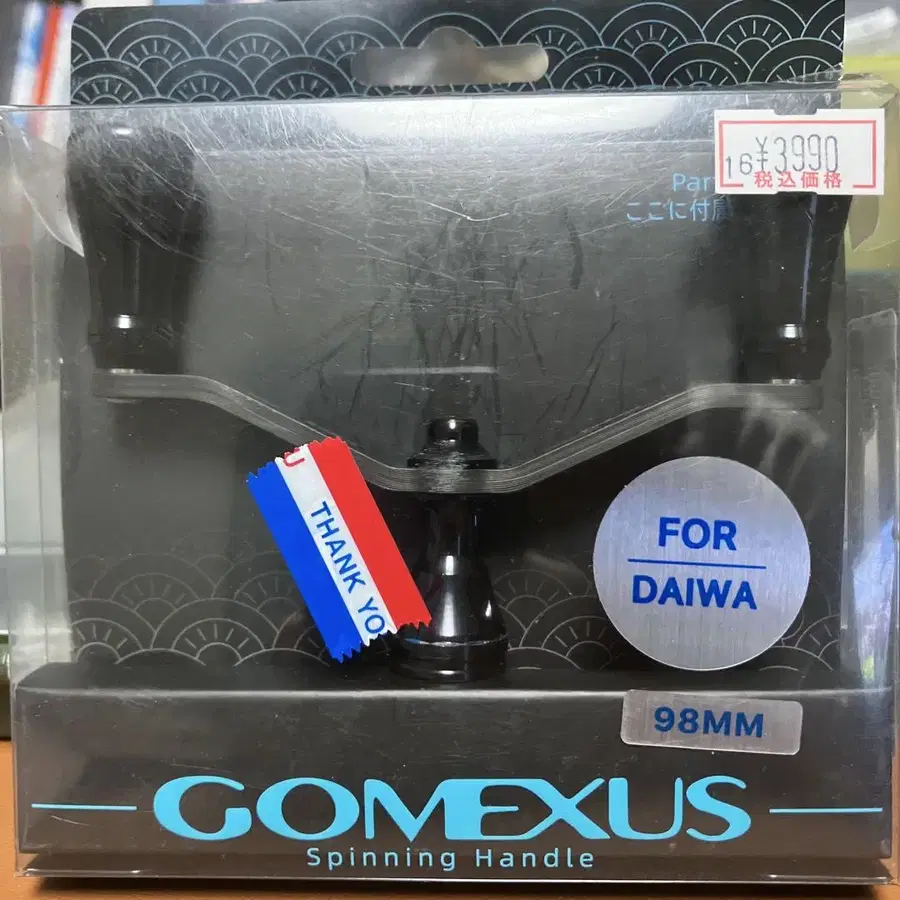 16 ¥3990
税込価格
Par
ここに付属
U
THANK YO
FOR
DAIWA
98MM
GOMEXUS
Spinning Handle